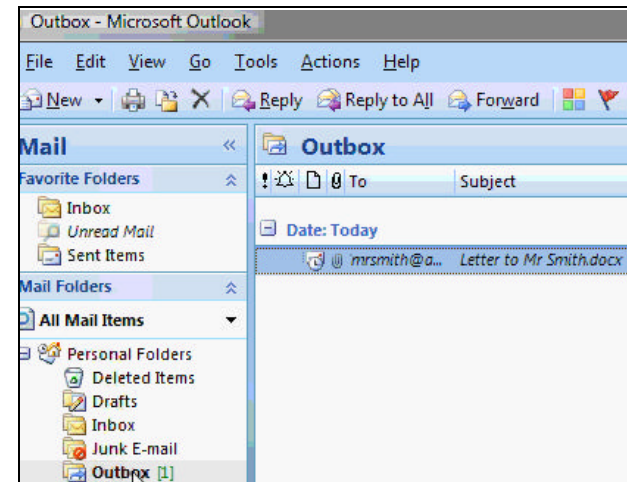 Outbox - Microsoft Outlook
File Edit View Go Tools Actions Help
New Reply Reply to All Forward
Mail « Outbox
Favorite Folders
! To Subject
Inbox
Unread Mail
Date: Today
Sent Items
'mrsmith@a... Letter to Mr Smith.docx
Mail Folders
All Mail Items
Personal Folders
Deleted Items
Drafts
Inbox
Junk E-mail
Outbox [1]